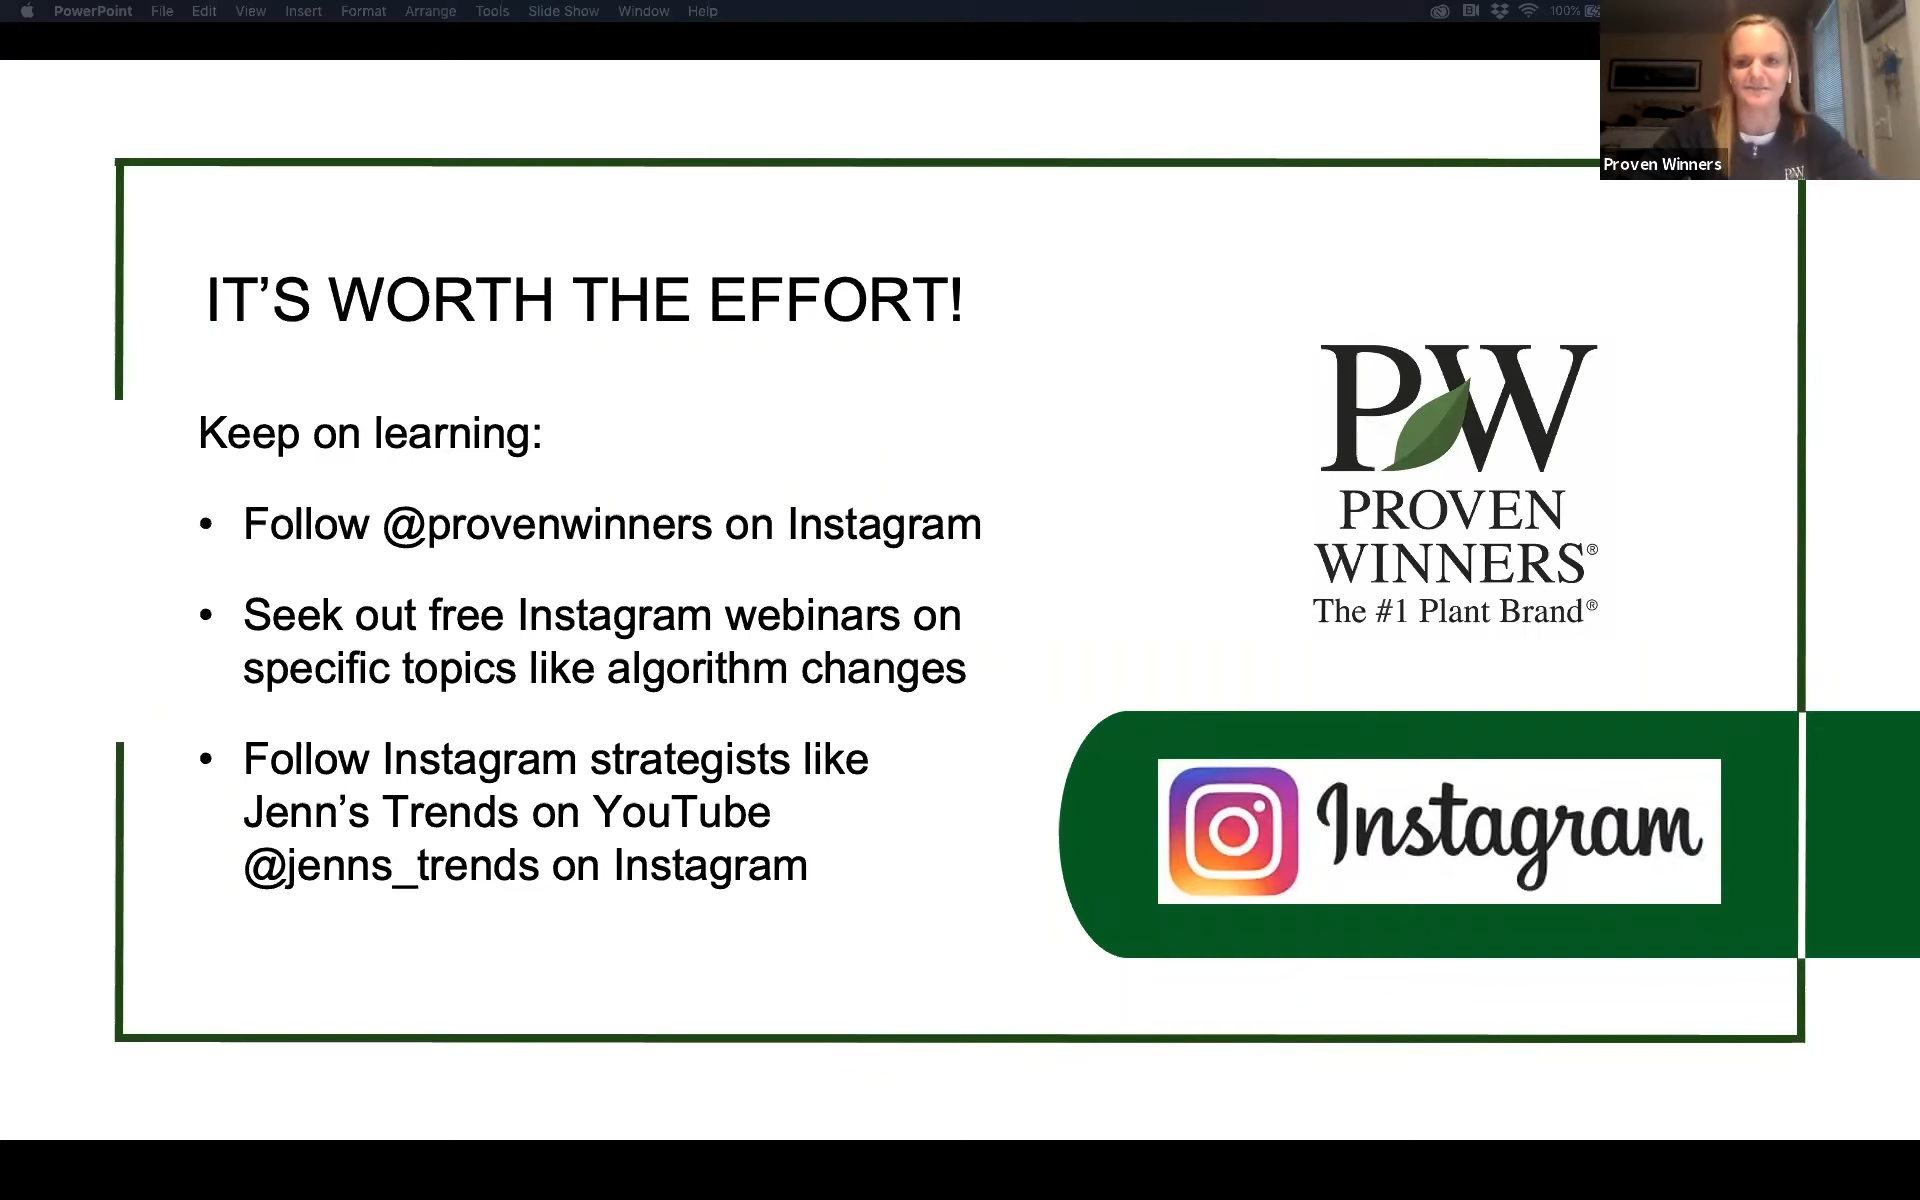 PowerPoint File Edit View Insert Format Arrange Tools Slide Show Window Help 100%
Proven Winners
PW
IT’S WORTH THE EFFORT!
Keep on learning:
• Follow @provenwinners on Instagram
• Seek out free Instagram webinars on
specific topics like algorithm changes
• Follow Instagram strategists like
Jenn’s Trends on YouTube
@jenns_trends on Instagram
PW
PROVEN
WINNERS®
The #1 Plant Brand®
Instagram